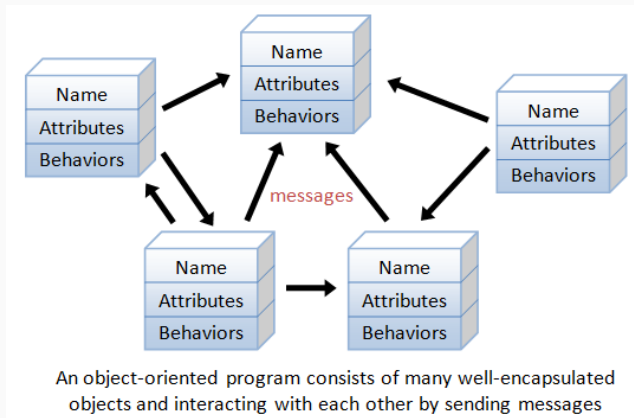 Name
Attributes
Behaviors
Name
Attributes
Behaviors
Name
Attributes
Behaviors
messages
Name
Attributes
Behaviors
Name
Attributes
Behaviors
An object-oriented program consists of many well-encapsulated
objects and interacting with each other by sending messages